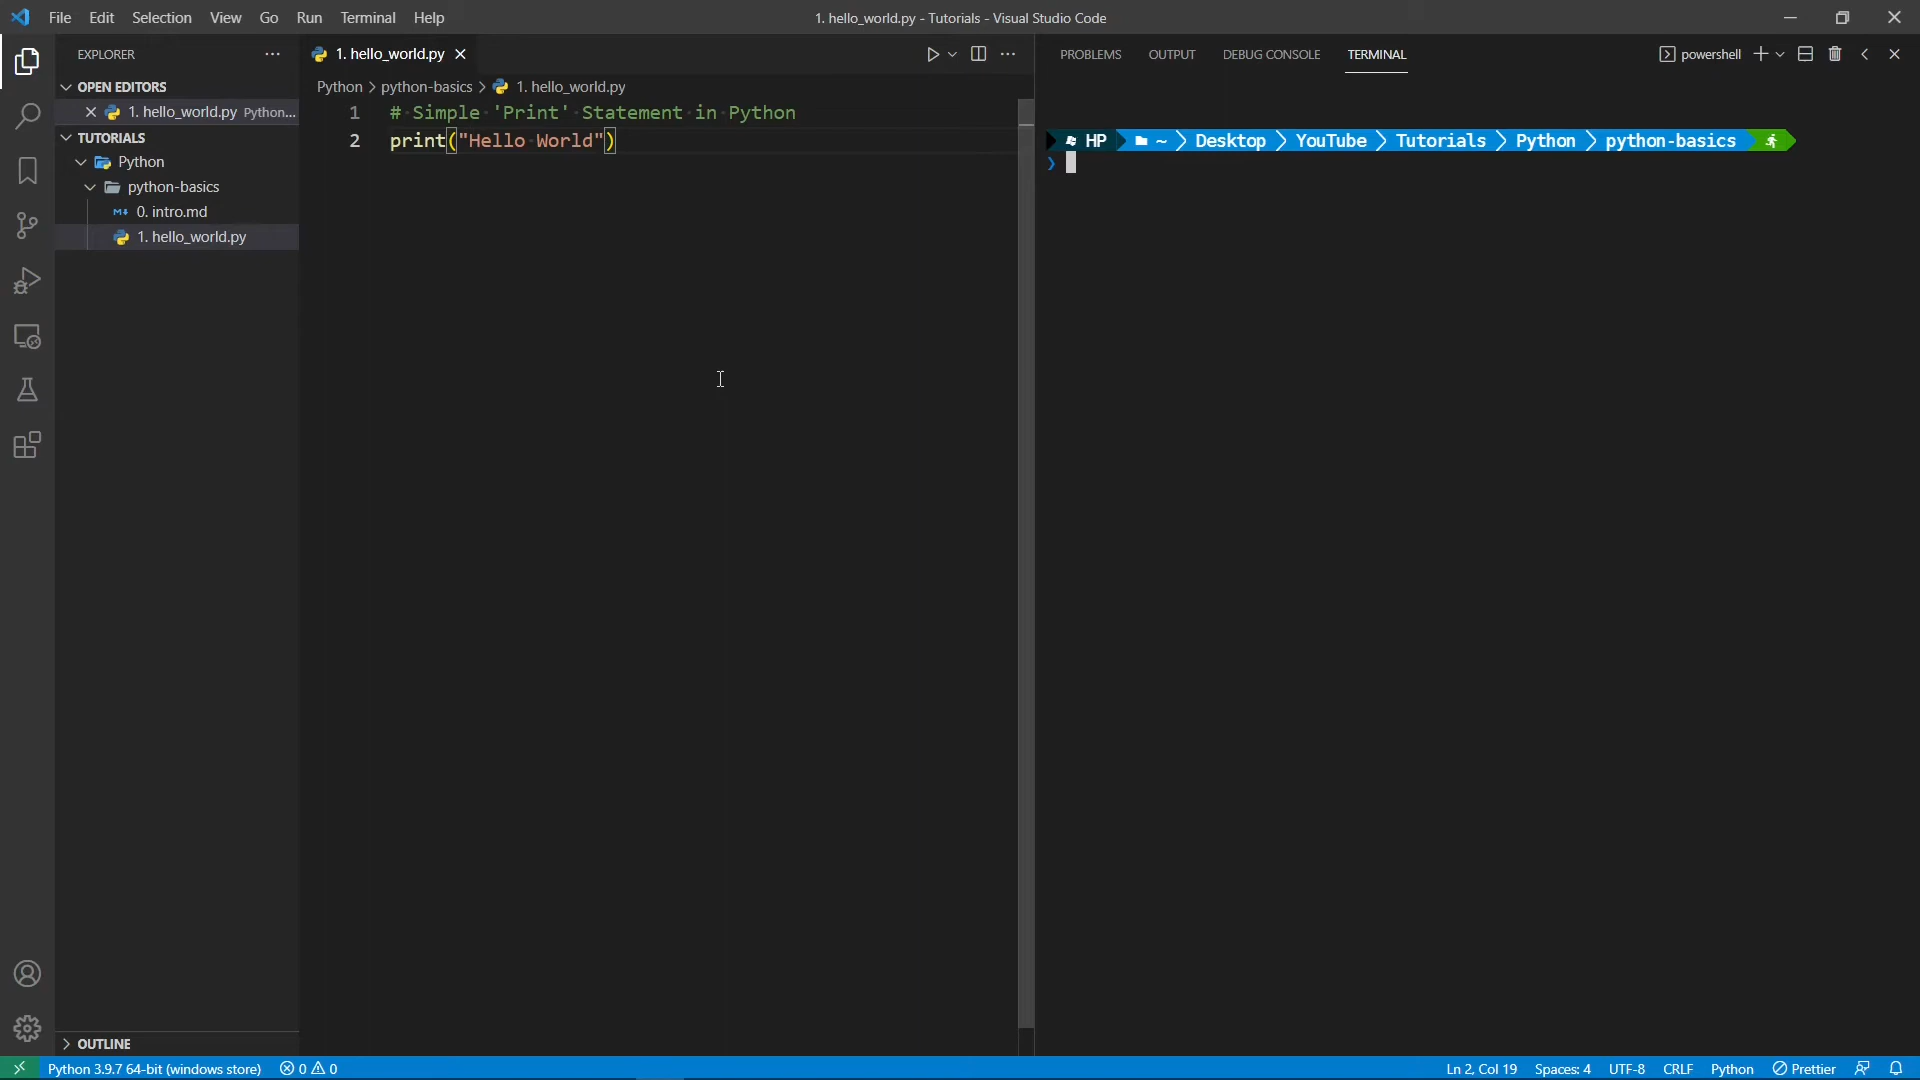 File Edit Selection View Go Run Terminal Help
1. hello_world.py - Tutorials - Visual Studio Code
EXPLORER
OPEN EDITORS
1. hello_world.py Python...
TUTORIALS
Python
python-basics
0. intro.md
1. hello_world.py
OUTLINE
1. hello_world.py
Python > python-basics > 1. hello_world.py
1 # Simple 'Print' Statement in Python
2 print("Hello World")
PROBLEMS OUTPUT DEBUG CONSOLE TERMINAL
powershell
HP ~ Desktop YouTube Tutorials Python python-basics
❯
Python 3.9.7 64-bit (windows store) 0 0
Ln 2, Col 19 Spaces: 4 UTF-8 CRLF Python Prettier